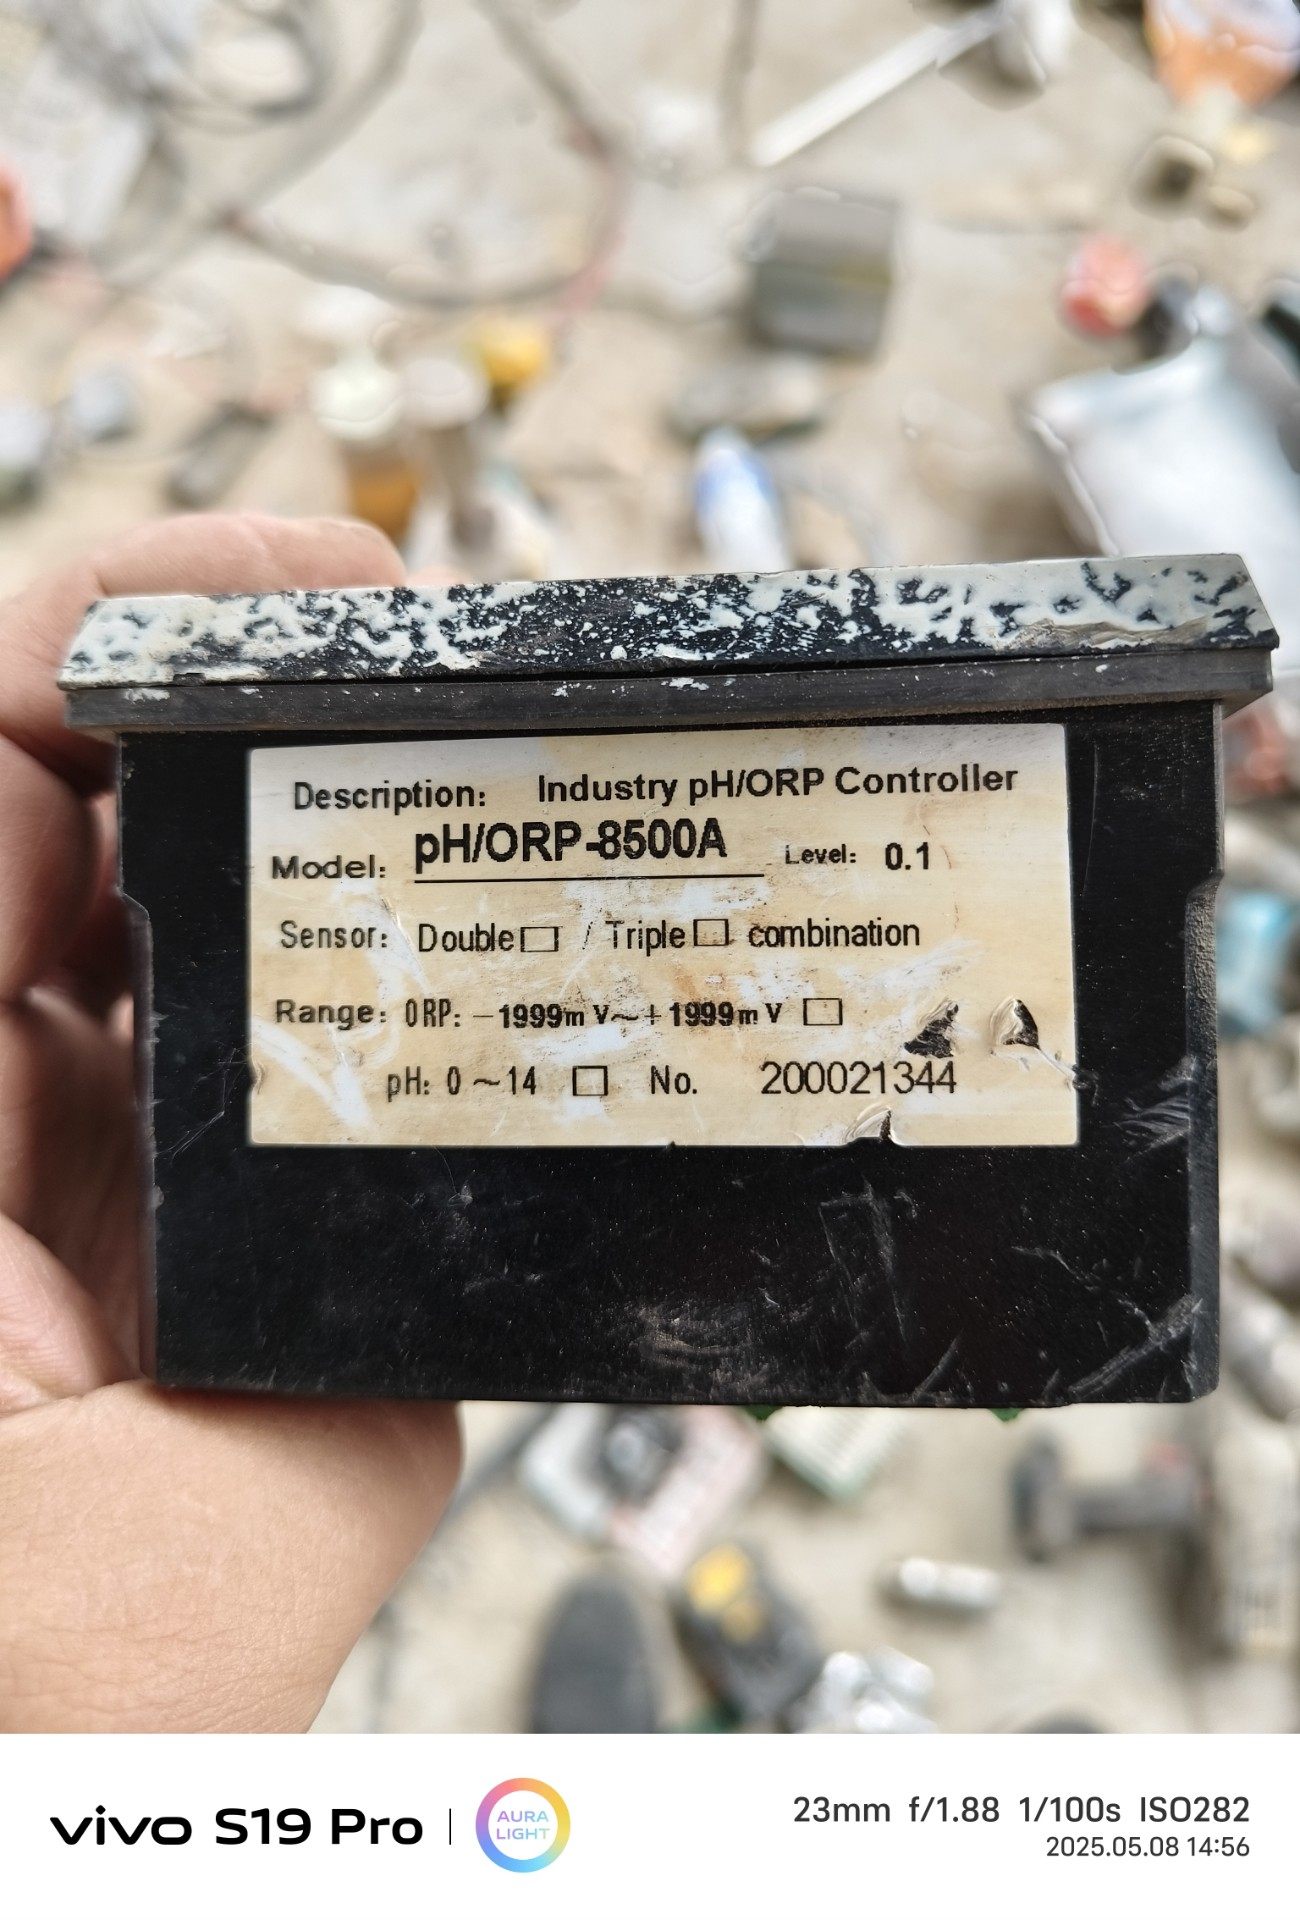 Description: Industry pH/ORP Controller
Model: pH/ORP-8500A Level: 0.1
Sensor: Double□ / Triple□ combination
Range: ORP: －1999m V～＋1999m V □
pH: 0 ～14 □ No. 200021344
vivo S19 Pro | AURA LIGHT 23mm f/1.88 1/100s ISO282
2025.05.08 14:56